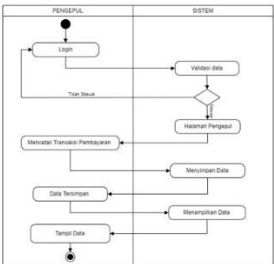 PENGEPUL
SISTEM
Login
Validasi data
Tidak Sesuai
Sesuai
Halaman Pengepul
Mencatat Transaksi Pembayaran
Menyimpan Data
Data Tersimpan
Menampilkan Data
Tampil Data